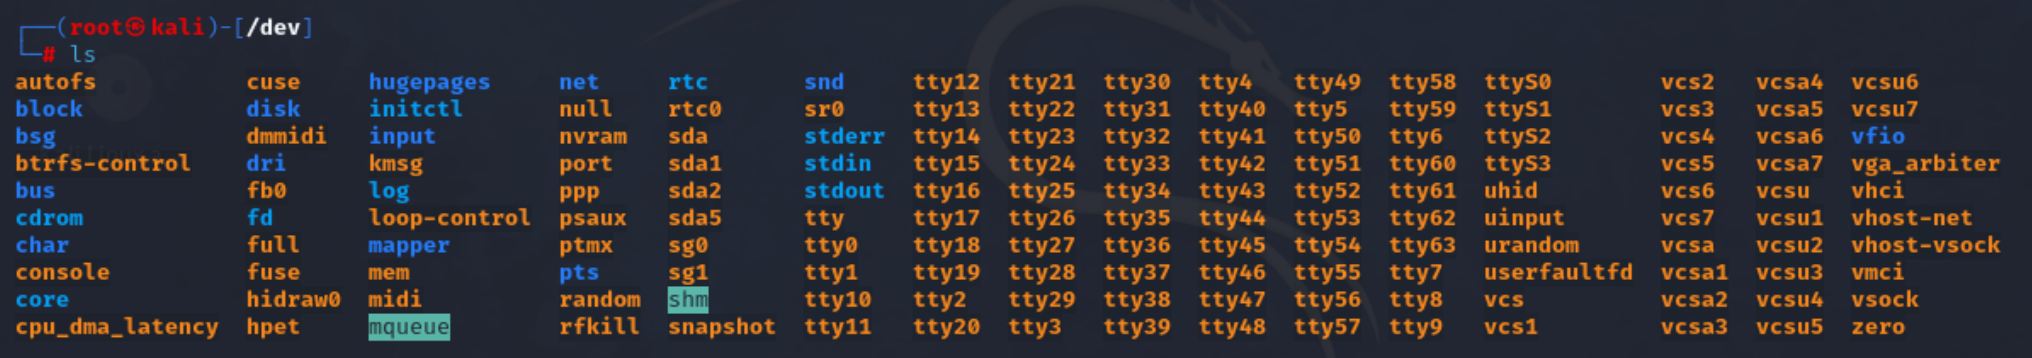 ┌──(root㉿kali)-[/dev]
└─# ls
autofs cuse hugepages net rtc snd tty12 tty21 tty30 tty4 tty49 tty58 ttyS0 vcs2 vcsa4 vcsu6
block disk initctl null rtc0 sr0 tty13 tty22 tty31 tty40 tty5 tty59 ttyS1 vcs3 vcsa5 vcsu7
bsg dmmidi input nvram sda stderr tty14 tty23 tty32 tty41 tty50 tty6 ttyS2 vcs4 vcsa6 vfio
btrfs-control dri kmsg port sda1 stdin tty15 tty24 tty33 tty42 tty51 tty60 ttyS3 vcs5 vcsa7 vga_arbiter
bus fb0 log ppp sda2 stdout tty16 tty25 tty34 tty43 tty52 tty61 uhid vcs6 vcsu vhci
cdrom fd loop-control psaux sda5 tty tty17 tty26 tty35 tty44 tty53 tty62 uinput vcs7 vcsu1 vhost-net
char full mapper ptmx sg0 tty0 tty18 tty27 tty36 tty45 tty54 tty63 urandom vcsa vcsu2 vhost-vsock
console fuse mem pts sg1 tty1 tty19 tty28 tty37 tty46 tty55 tty7 userfaultfd vcsa1 vcsu3 vmci
core hidraw0 midi random shm tty10 tty2 tty29 tty38 tty47 tty56 tty8 vcs vcsa2 vcsu4 vsock
cpu_dma_latency hpet mqueue rfkill snapshot tty11 tty20 tty3 tty39 tty48 tty57 tty9 vcs1 vcsa3 vcsu5 zero